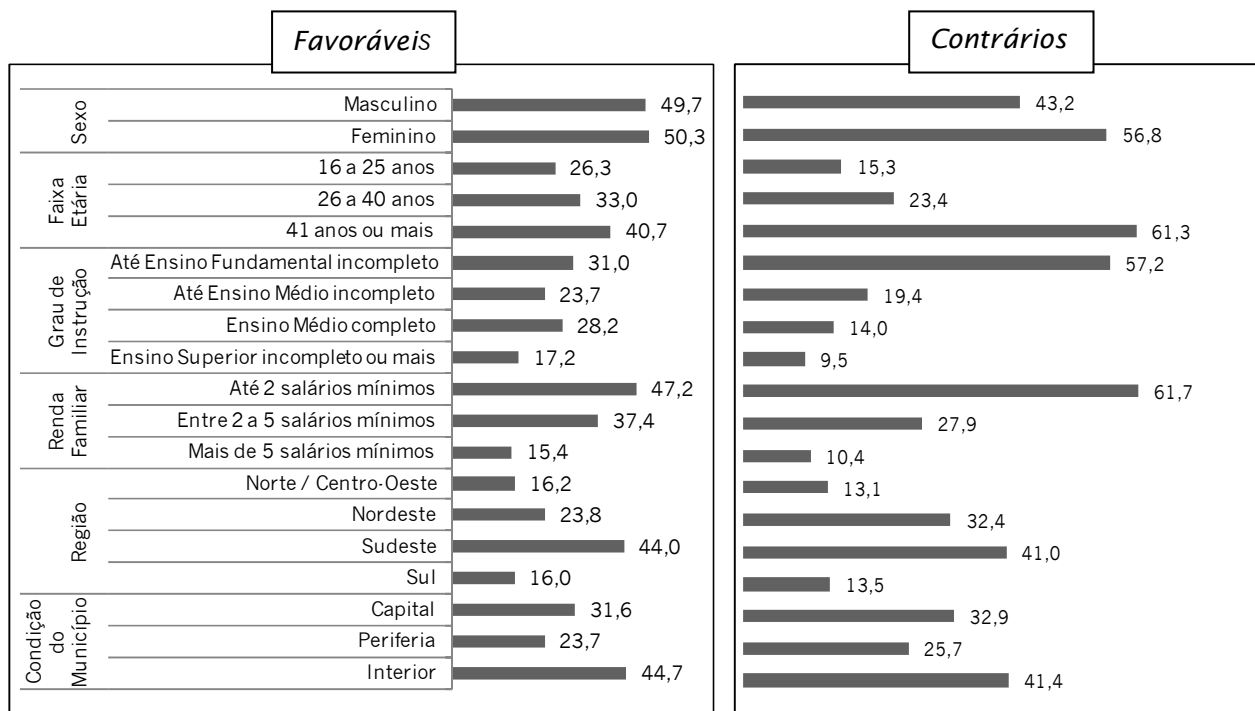 Favoráveis
Contrários
Sexo
Masculino 49,7 43,2
Feminino 50,3 56,8
Faixa
Etária
16 a 25 anos 26,3 15,3
26 a 40 anos 33,0 23,4
41 anos ou mais 40,7 61,3
Grau de
Instrução
Até Ensino Fundamental incompleto 31,0 57,2
Até Ensino Médio incompleto 23,7 19,4
Ensino Médio completo 28,2 14,0
Ensino Superior incompleto ou mais 17,2 9,5
Renda
Familiar
Até 2 salários mínimos 47,2 61,7
Entre 2 a 5 salários mínimos 37,4 27,9
Mais de 5 salários mínimos 15,4 10,4
Região
Norte / Centro-Oeste 16,2 13,1
Nordeste 23,8 32,4
Sudeste 44,0 41,0
Sul 16,0 13,5
Condição
do
Município
Capital 31,6 32,9
Periferia 23,7 25,7
Interior 44,7 41,4